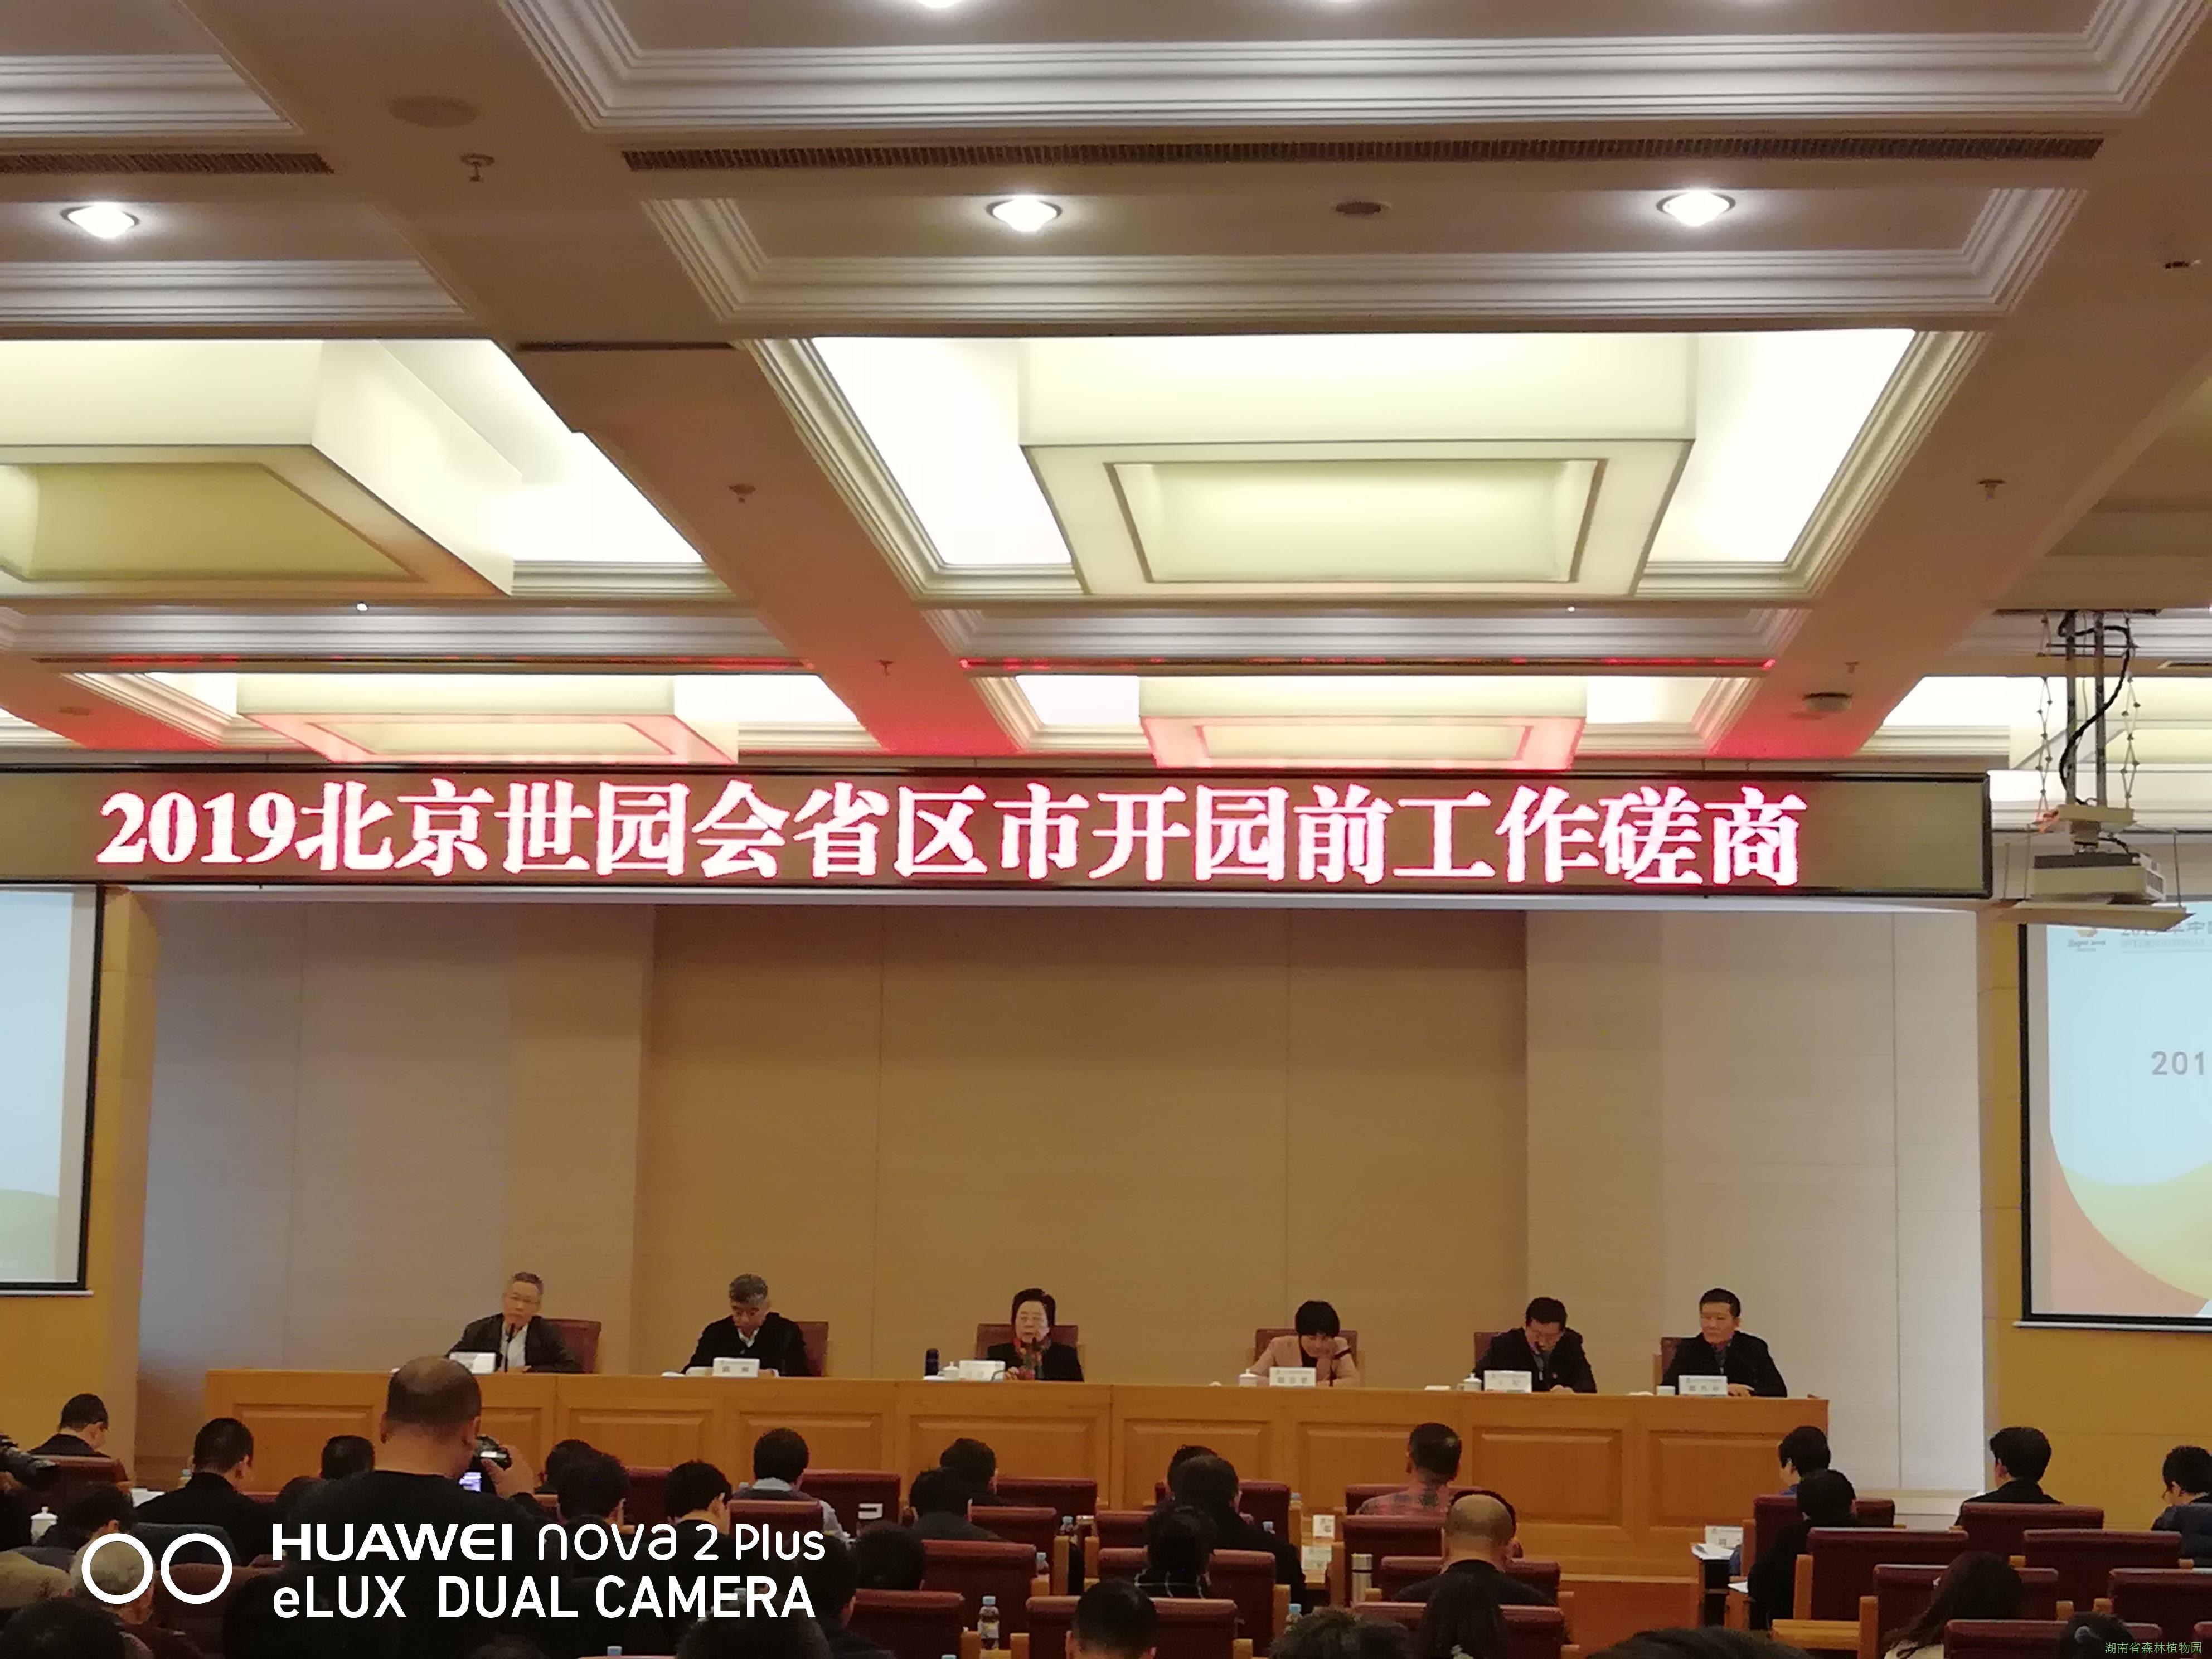 2019北京世园会省区市开园前工作磋商
201
HUAWEI nova 2 Plus
eLUX DUAL CAMERA
湖南省森林植物园